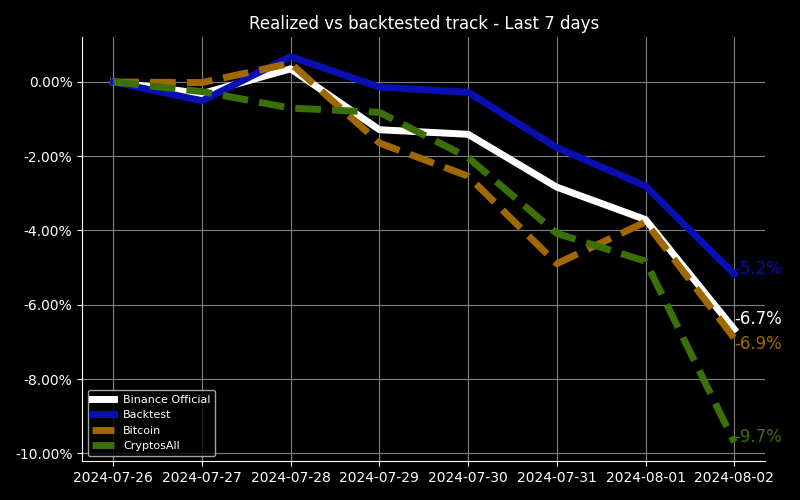 Realized vs backtested track - Last 7 days
0.00%
-2.00%
-4.00%
-6.00%
-8.00%
-10.00%
-5.2%
-6.7%
-6.9%
-9.7%
Binance Official
Backtest
Bitcoin
CryptosAll
2024-07-26 2024-07-27 2024-07-28 2024-07-29 2024-07-30 2024-07-31 2024-08-01 2024-08-02